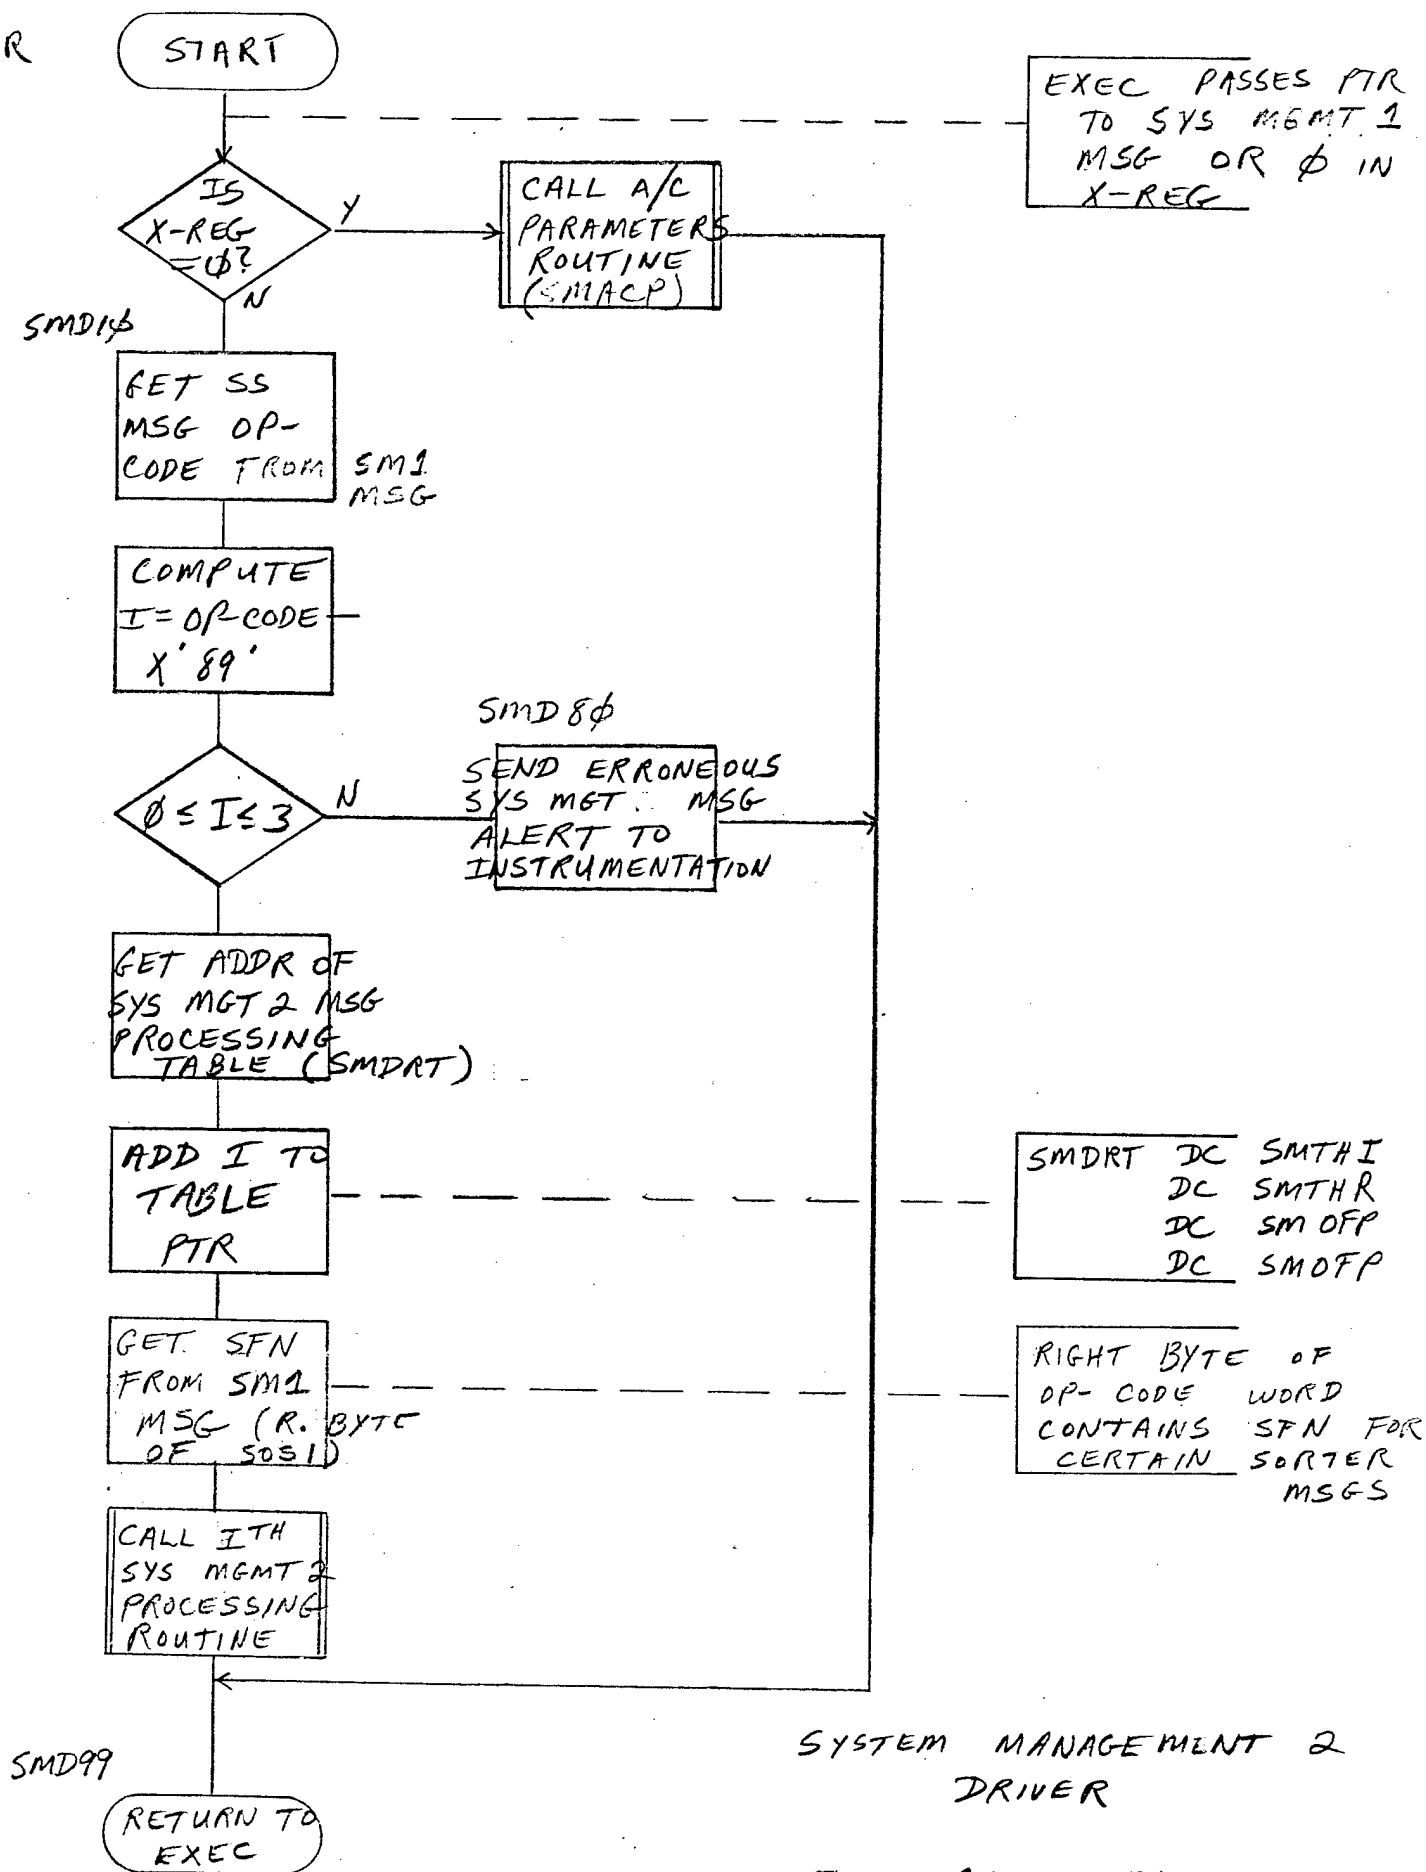 R
START
EXEC PASSES PTR
TO SYS MGMT 1
MSG OR Ø IN
X-REG
IS
X-REG
=Ø?
Y
N
CALL A/C
PARAMETERS
ROUTINE
(SMACP)
SMD1Ø
GET SS
MSG OP-
CODE FROM SM1
MSG
COMPUTE
I=OP-CODE —
X'89'
Ø ≤ I ≤ 3
N
SMD8Ø
SEND ERRONEOUS
SYS MGT. MSG
ALERT TO
INSTRUMENTATION
GET ADDR OF
SYS MGT 2 MSG
PROCESSING
TABLE (SMDRT)
ADD I TO
TABLE
PTR
SMDRT DC SMTHI
DC SMTHR
DC SMOFP
DC SMOFP
GET SFN
FROM SM1
MSG (R. BYTE
OF SOS1)
RIGHT BYTE OF
OP-CODE WORD
CONTAINS SFN FOR
CERTAIN SORTER
MSGS
CALL ITH
SYS MGMT 2
PROCESSING
ROUTINE
SMD99
RETURN TO
EXEC
SYSTEM MANAGEMENT 2
DRIVER